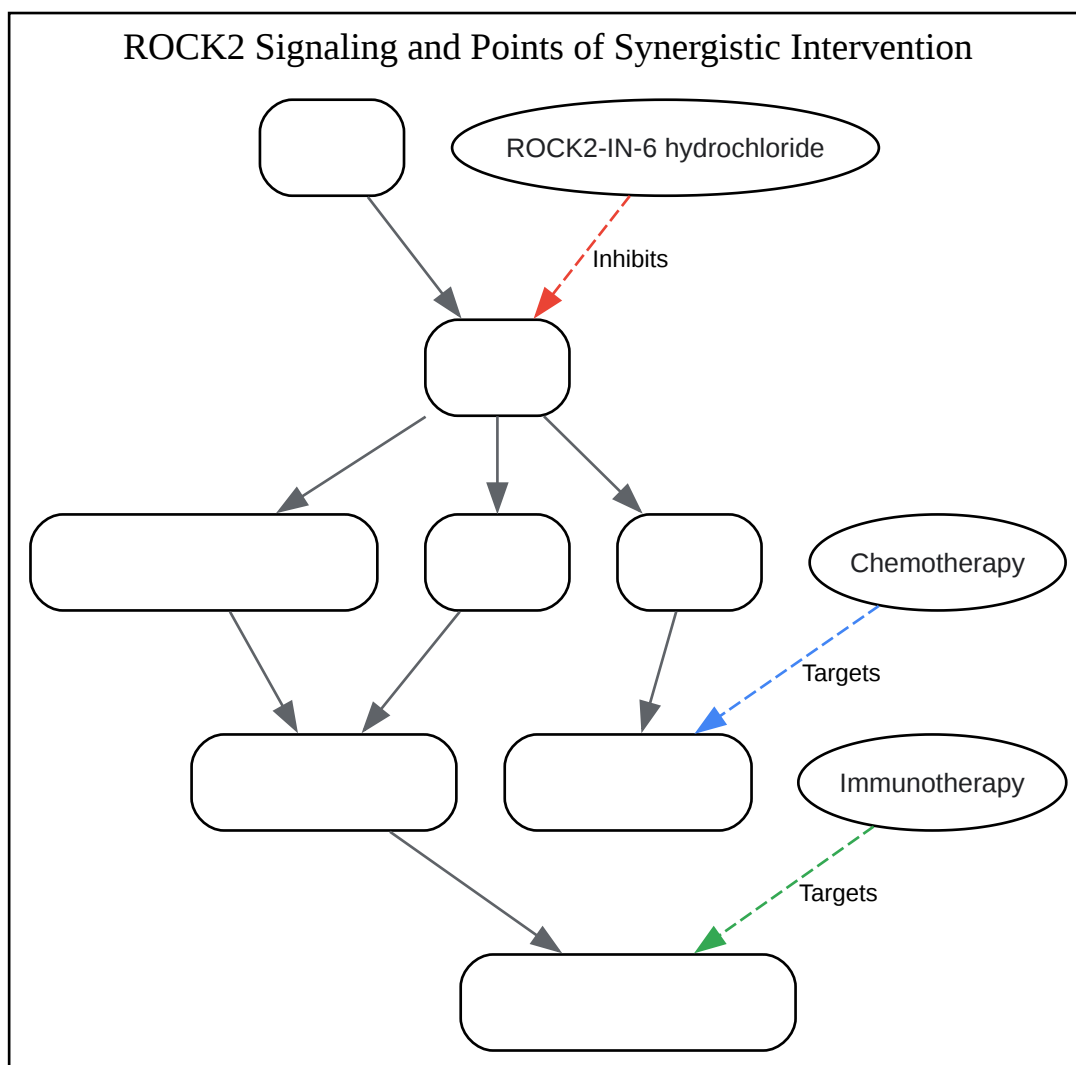 ROCK2 Signaling and Points of Synergistic Intervention
ROCK2-IN-6 hydrochloride
Inhibits
Chemotherapy
Targets
Immunotherapy
Targets